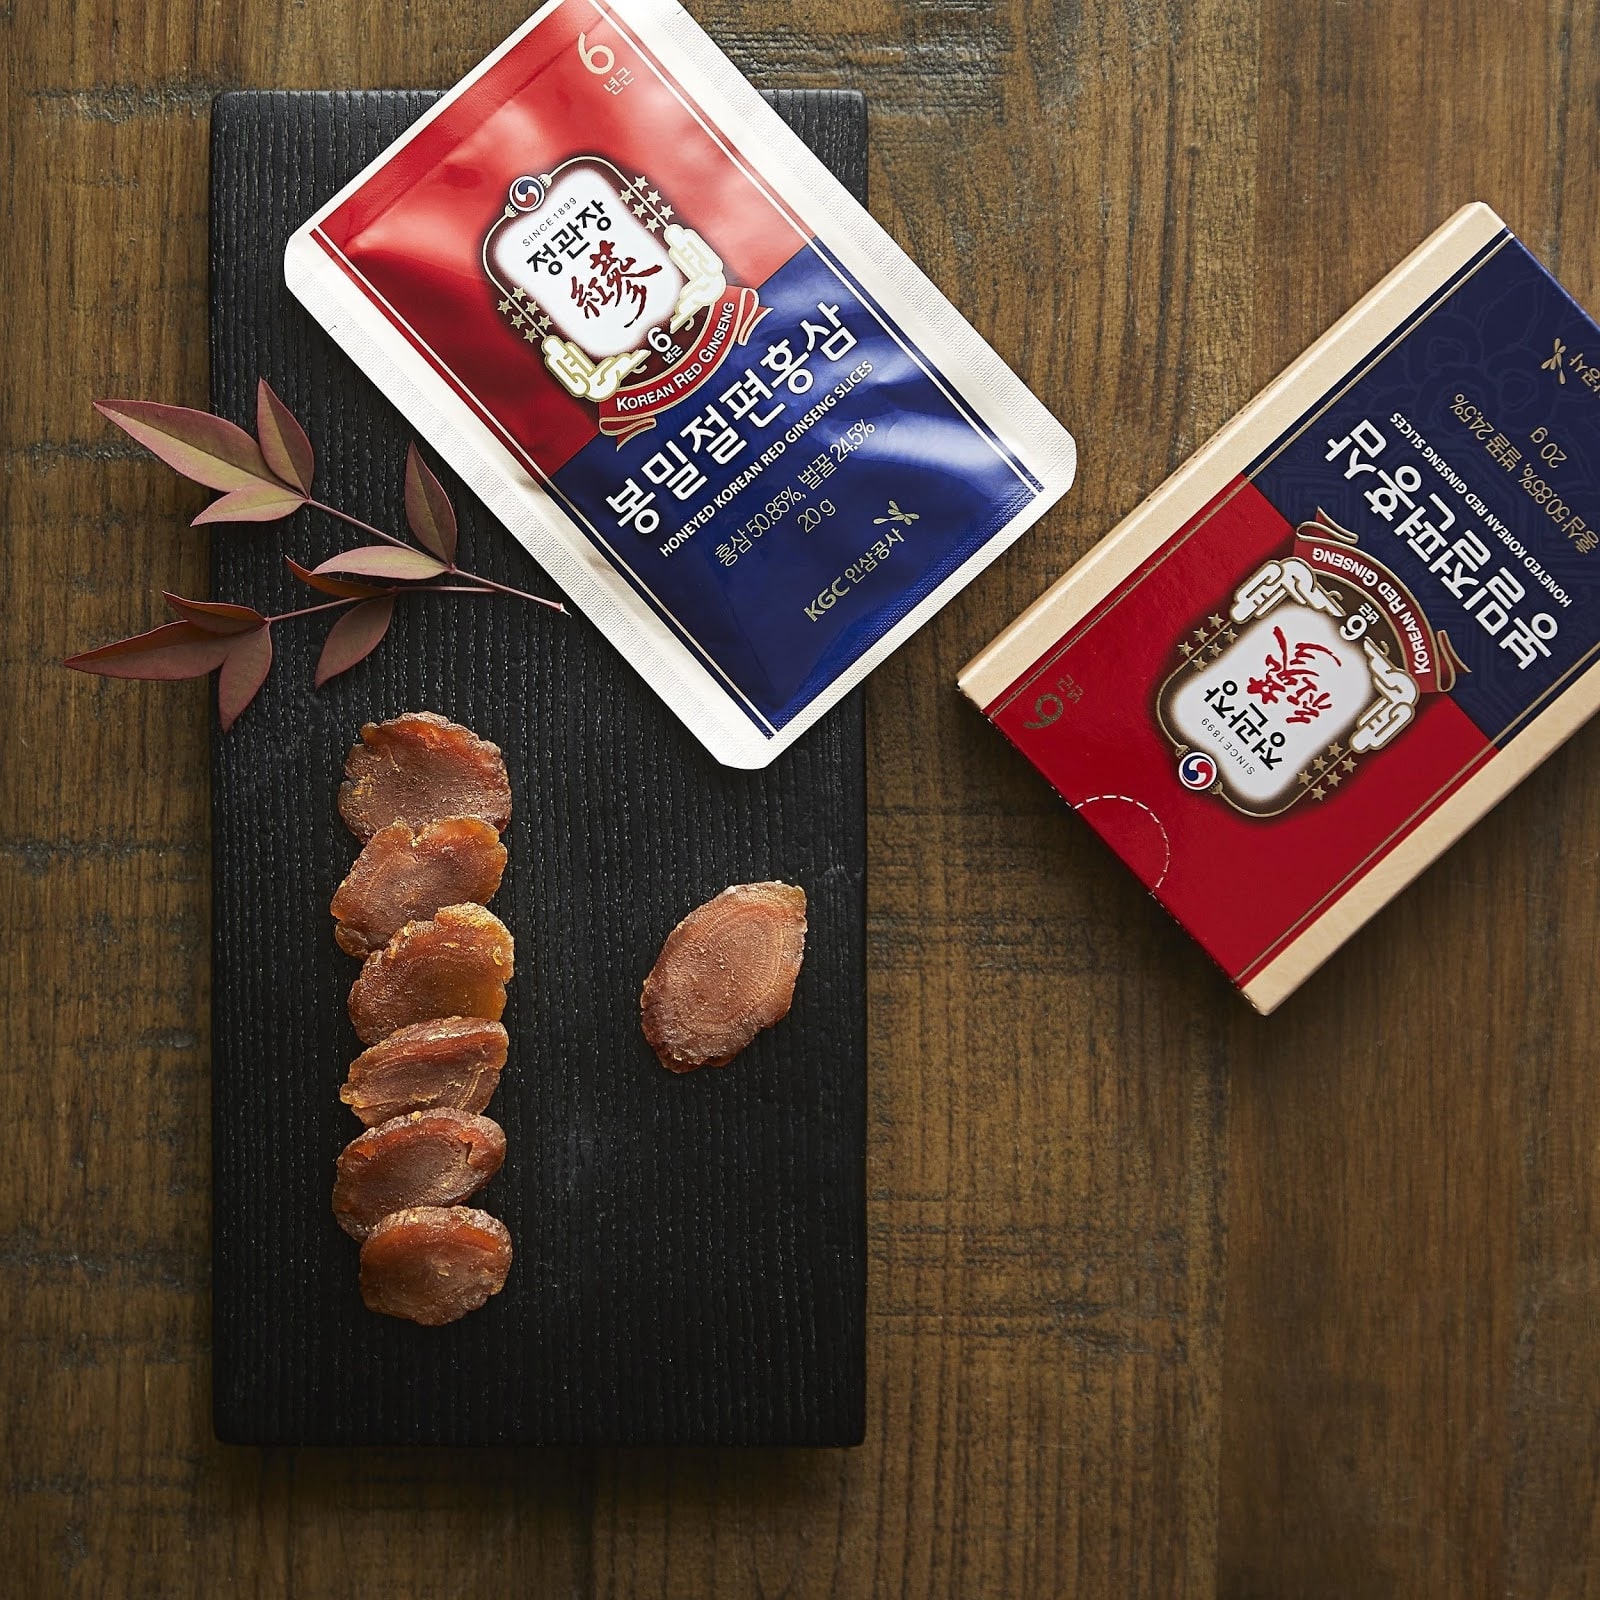 6
년근
SINCE 1899
정관장
紅蔘
6
년근
KOREAN RED GINSENG
봉밀절편홍삼
HONEYED KOREAN RED GINSENG SLICES
홍삼 50.85%, 벌꿀 24.5%
20 g
KGC 인삼공사
6
년근
SINCE 1899
정관장
紅蔘
6
년근
KOREAN RED GINSENG
봉밀절편홍삼
HONEYED KOREAN RED GINSENG SLICES
홍삼 50.85%, 벌꿀 24.5%
20 g
공사